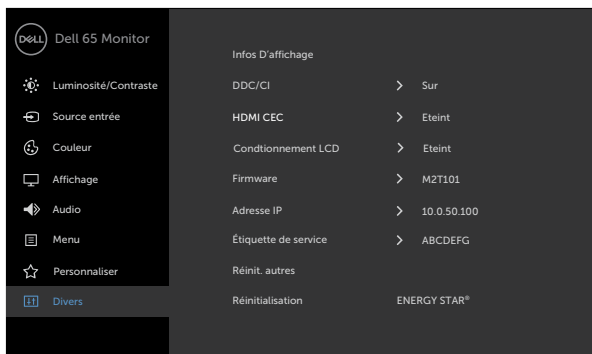 DELL Dell 65 Monitor
Infos D'affichage
Luminosité/Contraste DDC/CI Sur
Source entrée HDMI CEC Eteint
Couleur Condtionnement LCD Eteint
Affichage Firmware M2T101
Audio Adresse IP 10.0.50.100
Menu Étiquette de service ABCDEFG
Personnaliser Réinit. autres
Divers Réinitialisation ENERGY STAR®